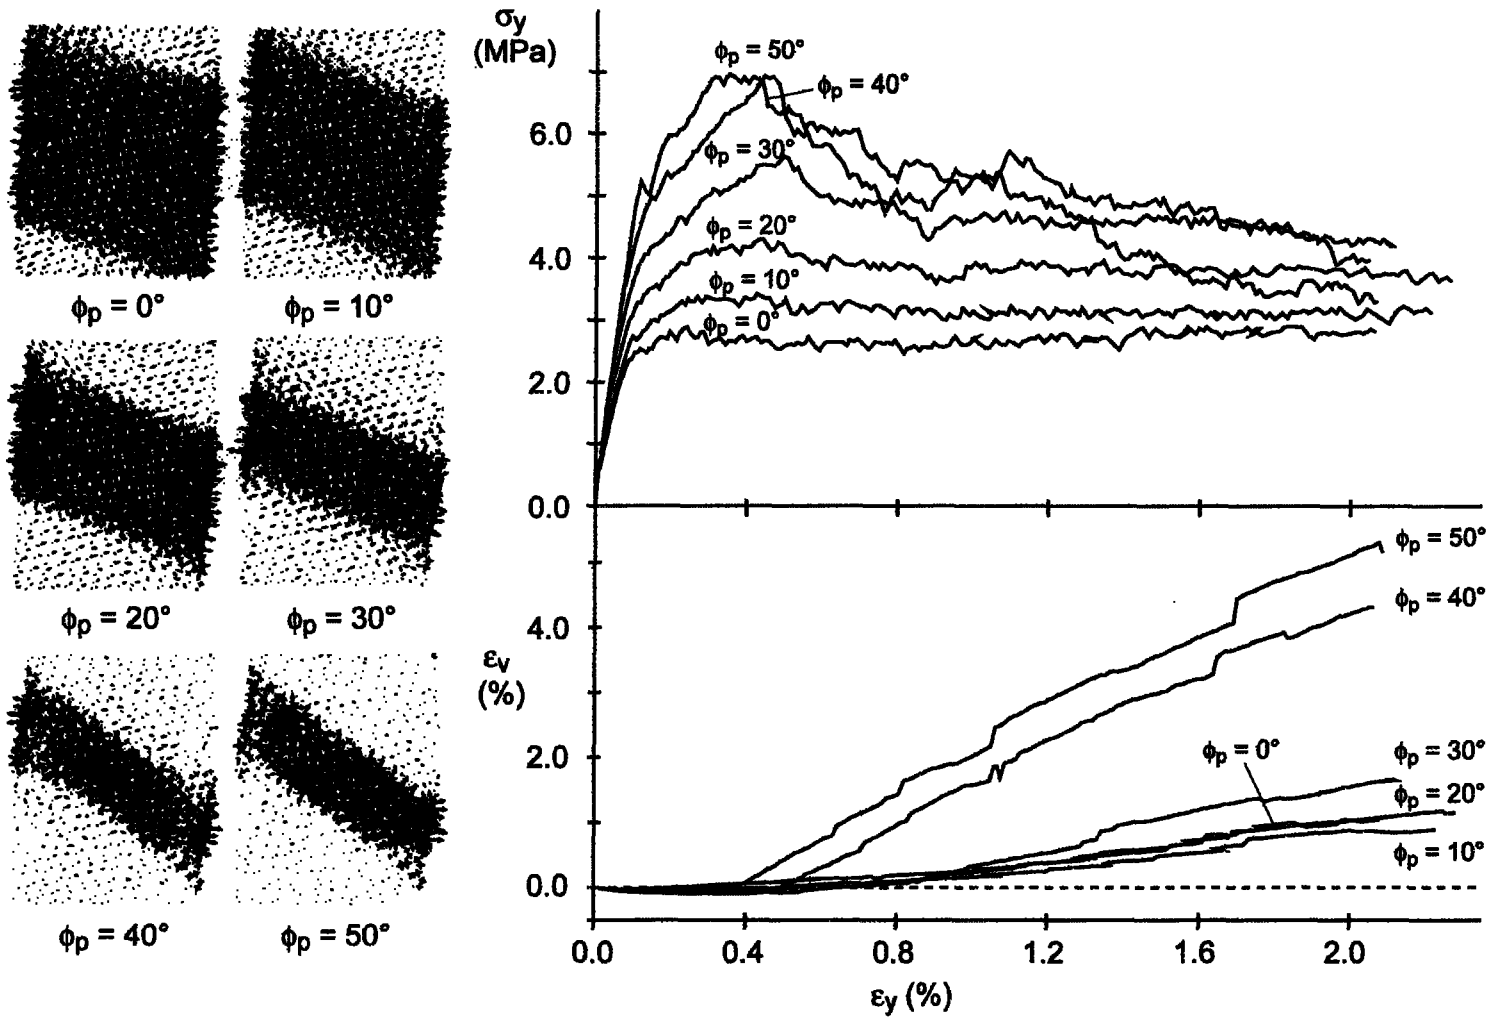 ϕp = 0°
ϕp = 10°
ϕp = 20°
ϕp = 30°
ϕp = 40°
ϕp = 50°
σy
(MPa)
6.0
4.0
2.0
0.0
ϕp = 50°
ϕp = 40°
ϕp = 30°
ϕp = 20°
ϕp = 10°
ϕp = 0°
εv
(%)
4.0
2.0
0.0
ϕp = 50°
ϕp = 40°
ϕp = 0°
ϕp = 30°
ϕp = 20°
ϕp = 10°
0.0 0.4 0.8 1.2 1.6 2.0
εy (%)